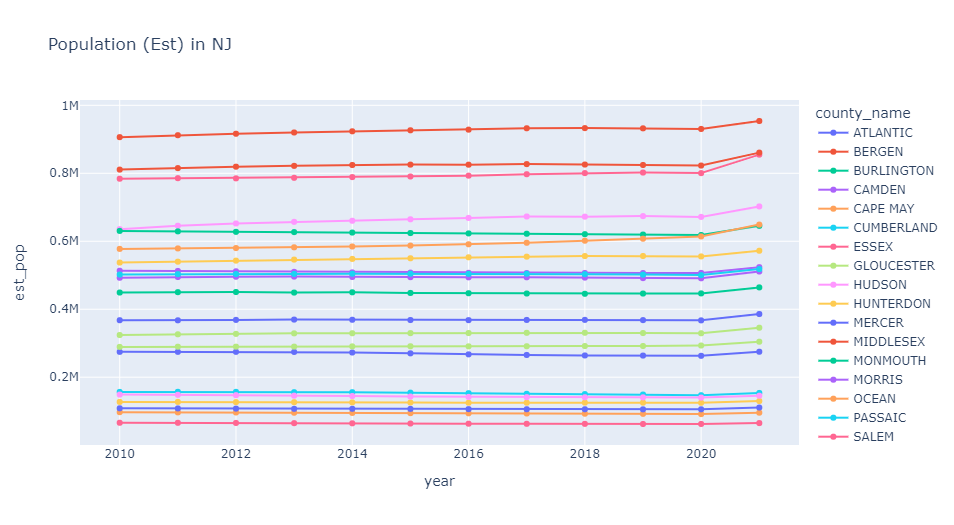 Population (Est) in NJ
est_pop
1M
0.8M
0.6M
0.4M
0.2M
2010
2012
2014
2016
2018
2020
year
county_name
ATLANTIC
BERGEN
BURLINGTON
CAMDEN
CAPE MAY
CUMBERLAND
ESSEX
GLOUCESTER
HUDSON
HUNTERDON
MERCER
MIDDLESEX
MONMOUTH
MORRIS
OCEAN
PASSAIC
SALEM